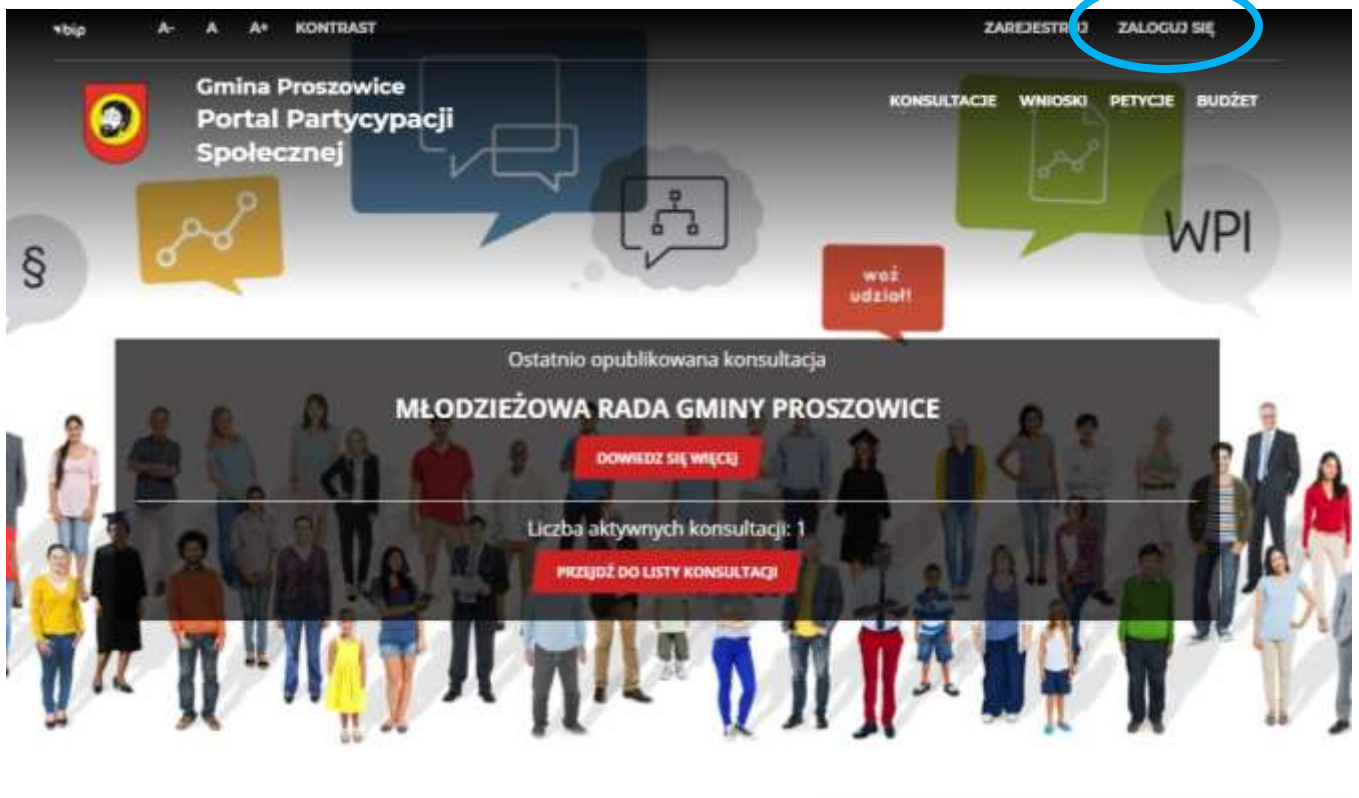 bip A- A A+ KONTRAST ZAREJESTRUJ ZALOGUJ SIĘ
Gmina Proszowice
Portal Partycypacji
Społecznej
KONSULTACJE WNIOSKI PETYCJE BUDŻET
WPI
§
weź
udział!
Ostatnio opublikowana konsultacja
MŁODZIEŻOWA RADA GMINY PROSZOWICE
DOWIEDZ SIĘ WIĘCEJ
Liczba aktywnych konsultacji: 1
PRZEJDŹ DO LISTY KONSULTACJI